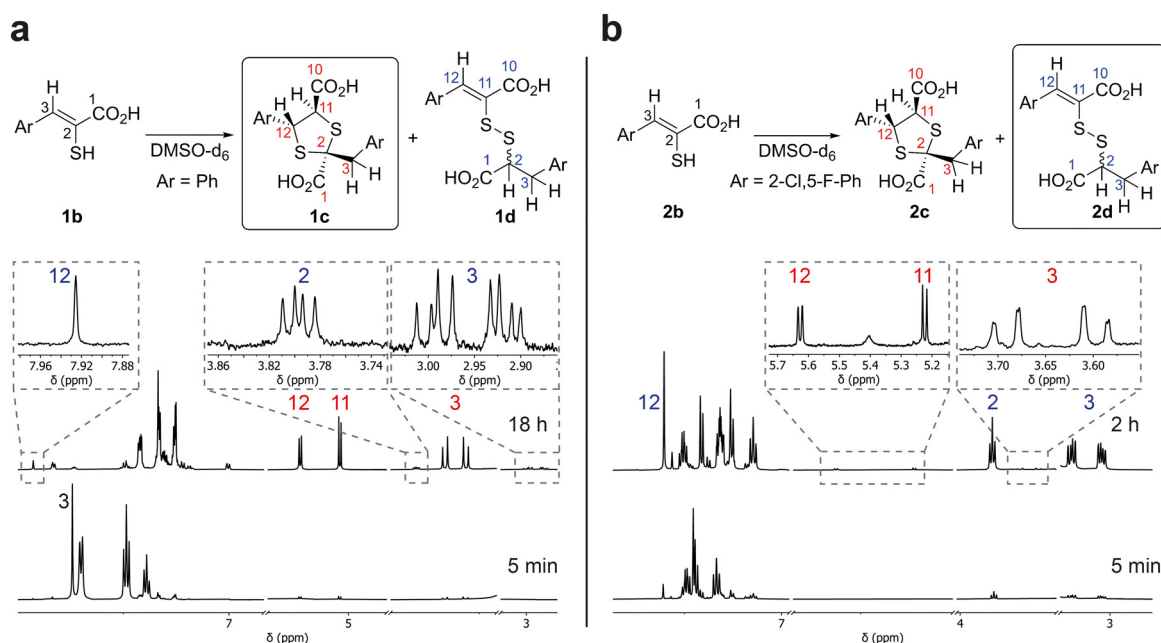 a
H
3
1
CO2H
Ar
2
SH
1b
DMSO-d6
Ar = Ph
10
CO2H
H
H
11
Ar
12
S
S
2
Ar
3
HO2C
H
H
1
1c
+
H
12
11
10
CO2H
Ar
S
S
1
2
H
Ar
HO2C
3
H
H
1d
12
2
3
7.96 7.92 7.88
δ (ppm)
3.86 3.82 3.78 3.74
δ (ppm)
3.00 2.95 2.90
δ (ppm)
12
11
3
18 h
3
5 min
7
5
3
δ (ppm)
b
H
3
1
CO2H
Ar
2
SH
2b
DMSO-d6
Ar = 2-Cl,5-F-Ph
10
CO2H
H
H
11
Ar
12
S
S
2
Ar
3
HO2C
H
H
1
2c
+
H
12
11
10
CO2H
Ar
S
S
1
2
H
Ar
HO2C
3
H
H
2d
12
11
3
5.7 5.6 5.5 5.4 5.3 5.2
δ (ppm)
3.70 3.65 3.60
δ (ppm)
12
2
3
2 h
5 min
7
4
3
δ (ppm)